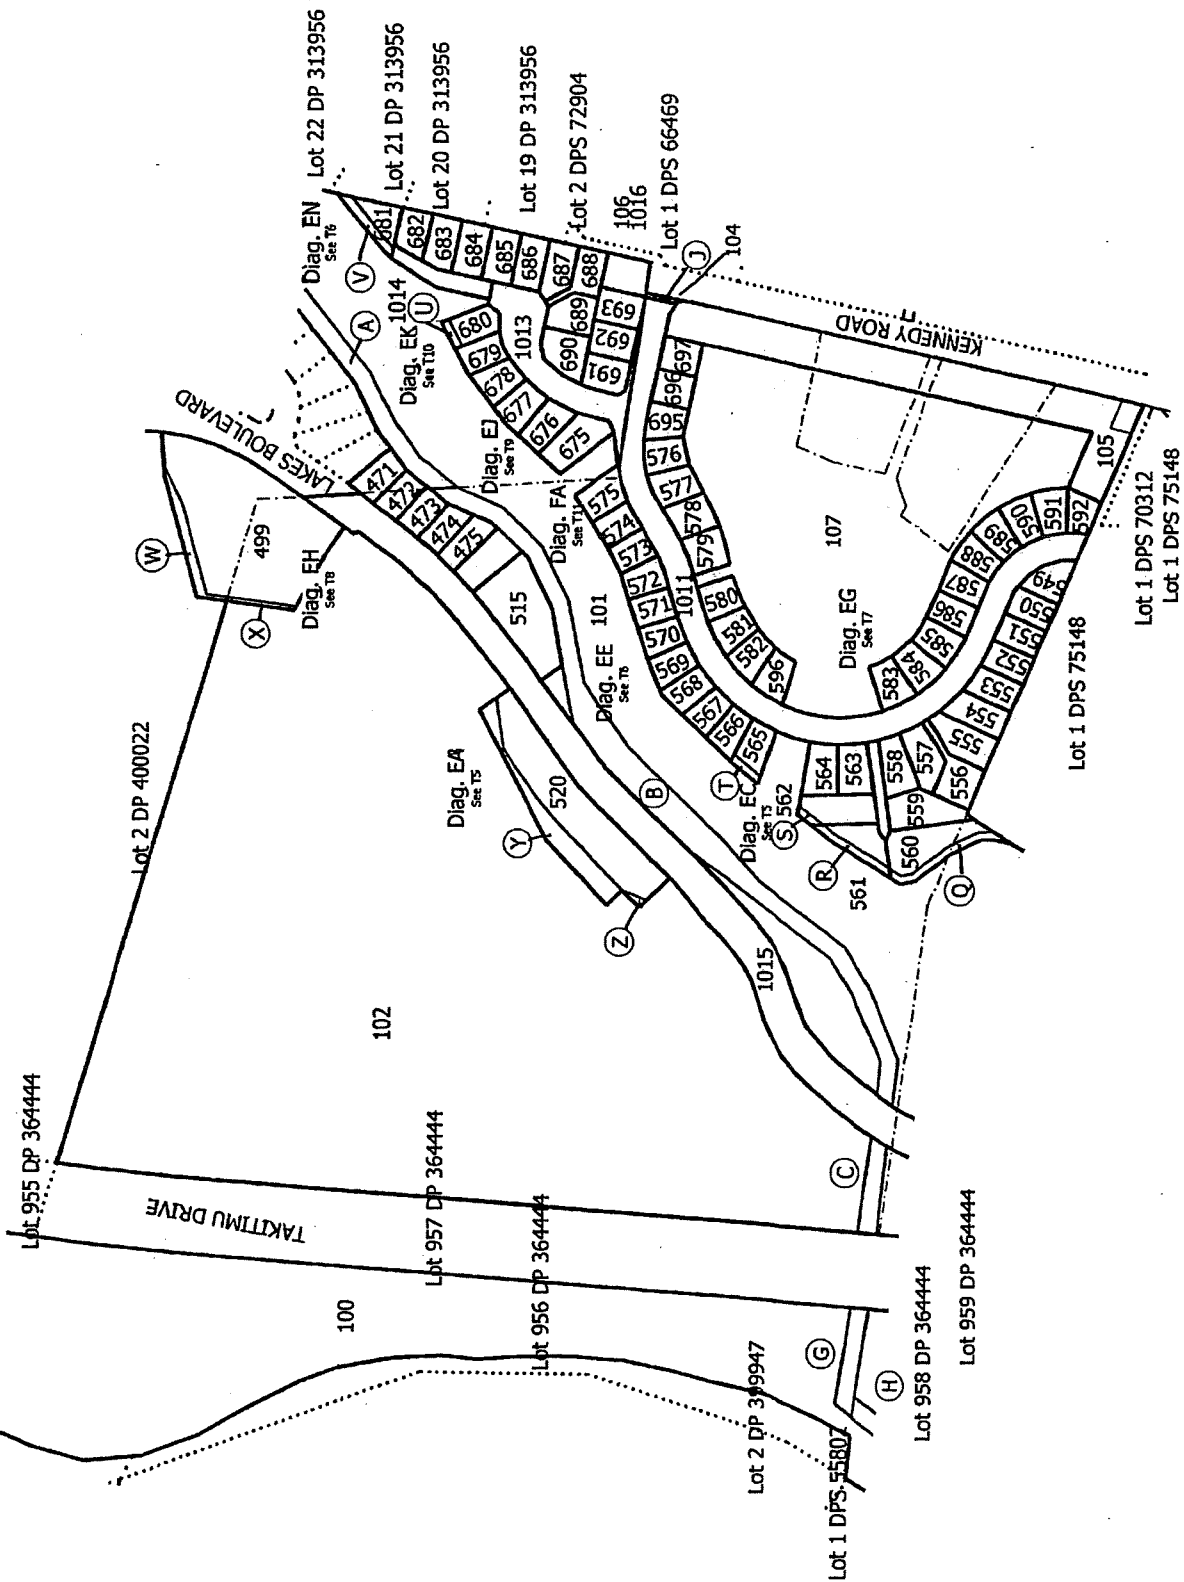 Lot 22 DP 313956
Lot 21 DP 313956
Lot 20 DP 313956
Lot 19 DP 313956
Lot 2 DPS 72904
106
1016
Lot 1 DPS 66469
J
104
KENNEDY ROAD
Diag. EN
See T6
V
681
682
683
684
685
686
687
688
A
1014
U
Diag. EK
See T10
680
679
678
677
676
675
1013
689
690
693
692
691
697
696
695
LAKES BOULEVARD
W
499
X
Diag. EH
See T8
471
472
473
474
475
515
Diag. EJ
See T9
Diag. FA
See T11
575
674
573
572
571
570
569
568
567
566
565
576
577
578
579
1011
580
581
582
596
107
101
Diag. EE
See T6
Diag. EG
See T7
583
584
585
586
587
588
589
590
591
592
105
549
550
551
552
553
554
555
556
557
558
559
560
561
562
563
564
Lot 1 DPS 70312
Lot 1 DPS 75148
Lot 1 DPS 75148
Lot 2 DP 400022
Diag. EA
See T5
520
Y
Z
B
T
Diag. EC
See T5
S
R
Q
1015
102
C
Lot 955 DP 364444
TAKITIMU DRIVE
Lot 957 DP 364444
Lot 956 DP 364444
100
G
H
Lot 958 DP 364444
Lot 959 DP 364444
Lot 2 DP 399947
Lot 1 DPS 55807